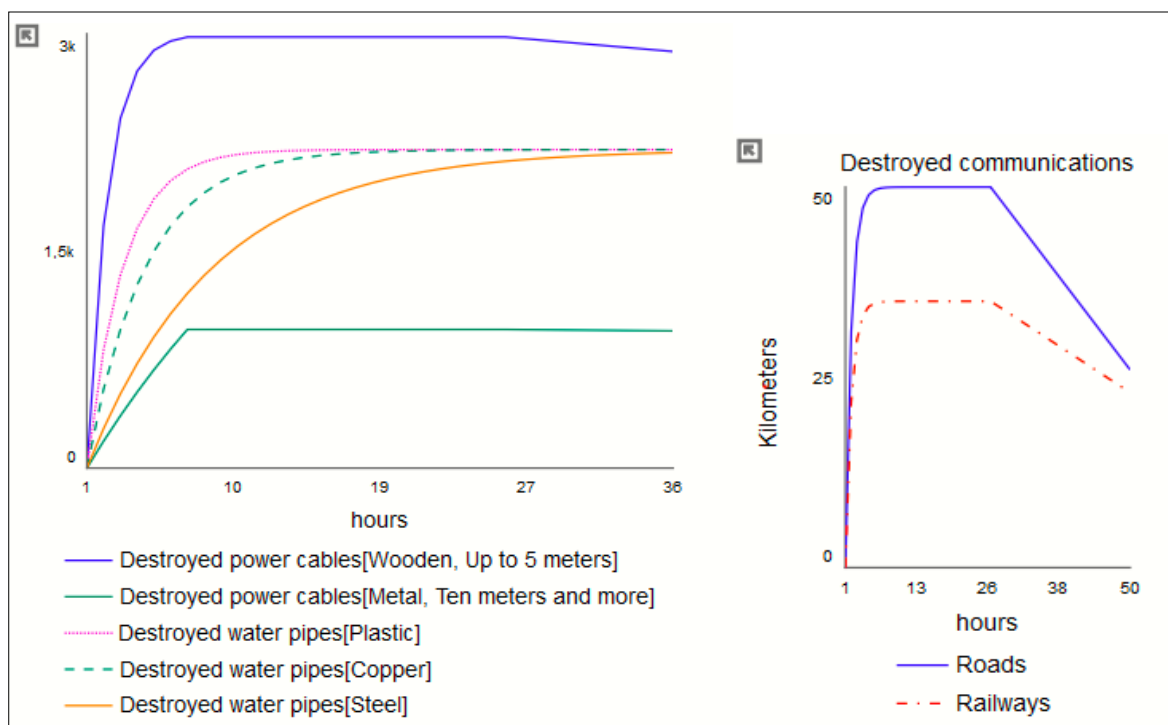 3k
1,5k
0
1 10 19 27 36
hours
Destroyed power cables[Wooden, Up to 5 meters]
Destroyed power cables[Metal, Ten meters and more]
Destroyed water pipes[Plastic]
Destroyed water pipes[Copper]
Destroyed water pipes[Steel]
Destroyed communications
50
25
0
Kilometers
1 13 26 38 50
hours
Roads
Railways